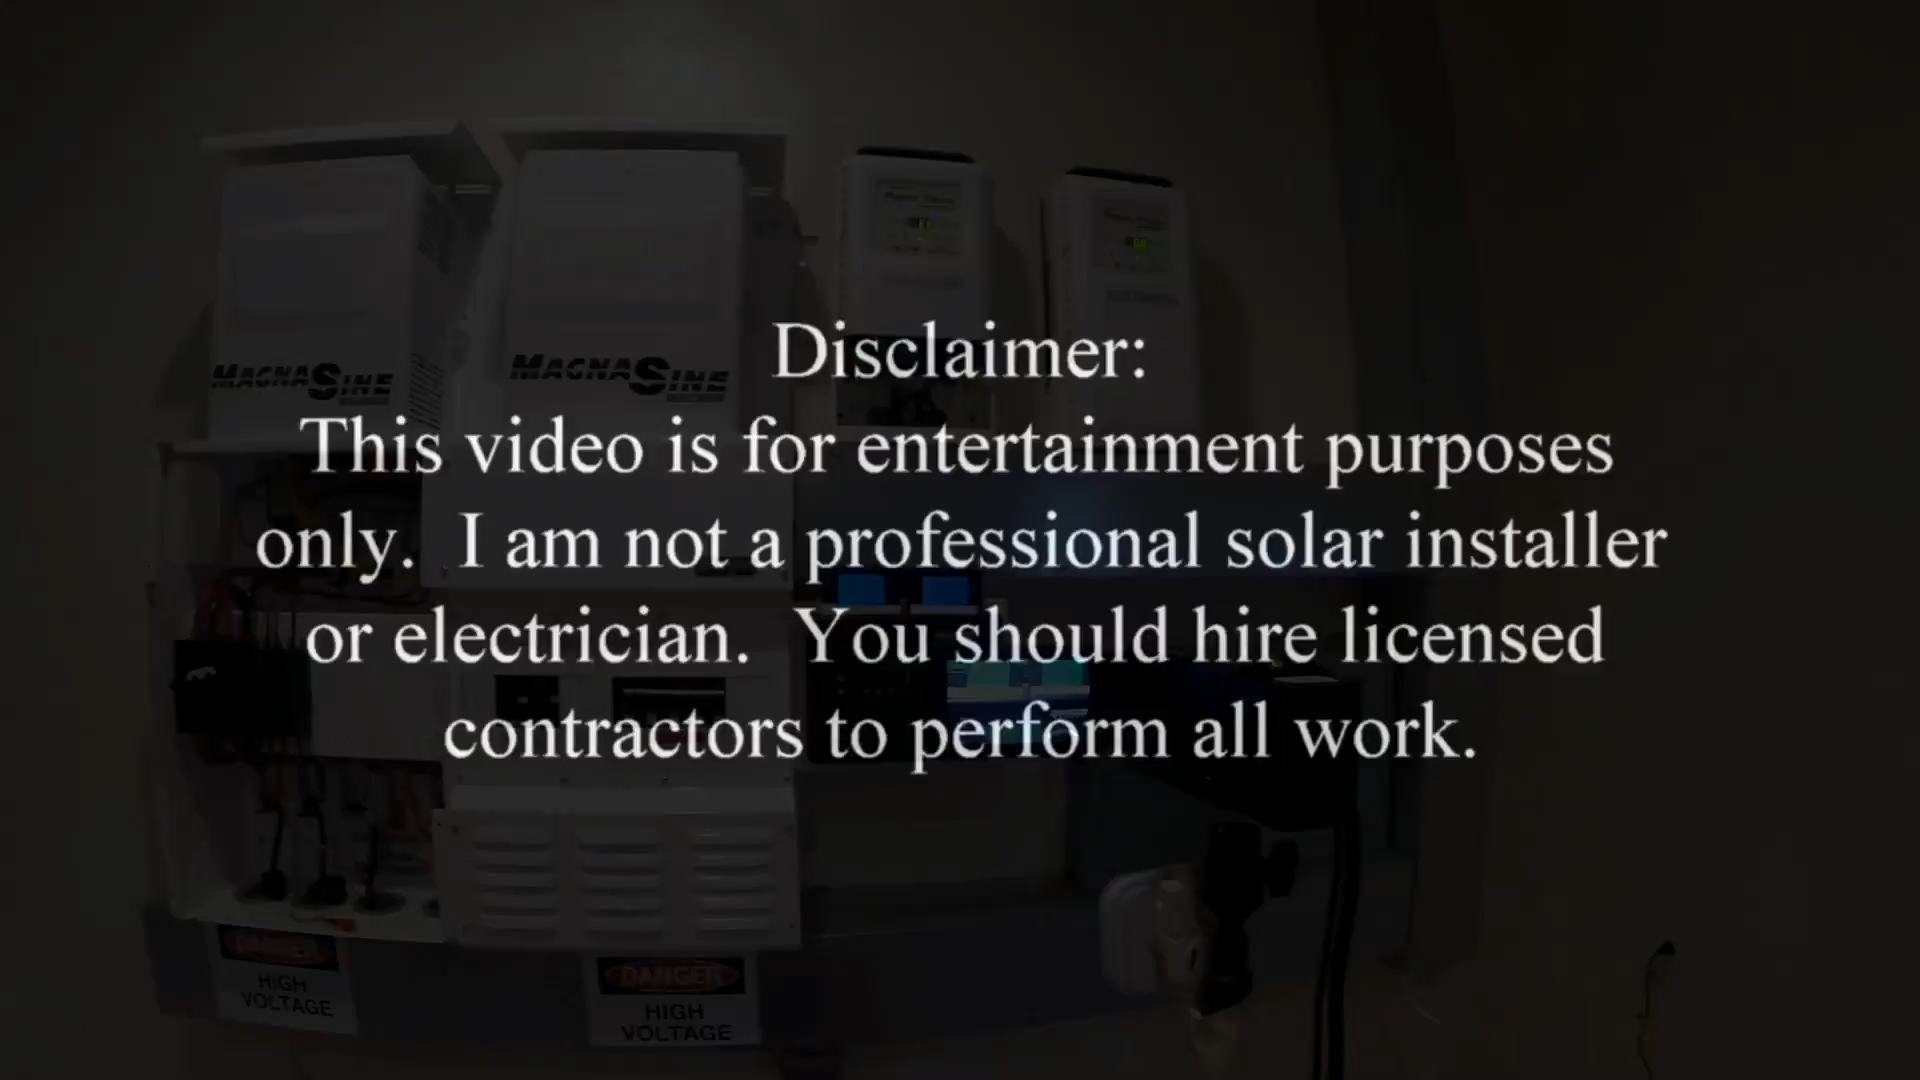 MAGNASINE
MAGNASINE
Disclaimer:
This video is for entertainment purposes
only. I am not a professional solar installer
or electrician. You should hire licensed
contractors to perform all work.
DANGER
HIGH
VOLTAGE
DANGER
HIGH
VOLTAGE